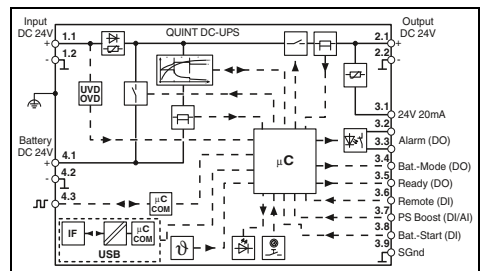 Input
DC 24V
+ 1.1
- 1.2
QUINT DC-UPS
Output
DC 24V
2.1 +
2.2 -
UVD
OVD
3.1
24V 20mA
3.2
Alarm (DO)
3.3
3.4
Bat.-Mode (DO)
3.5
Ready (DO)
3.6
Remote (DI)
3.7
PS Boost (DI/AI)
3.8
Bat.-Start (DI)
3.9
SGnd
Battery
DC 24V
+ 4.1
- 4.2
4.3
µC
µC
COM
IF
µC
COM
USB
ϑ